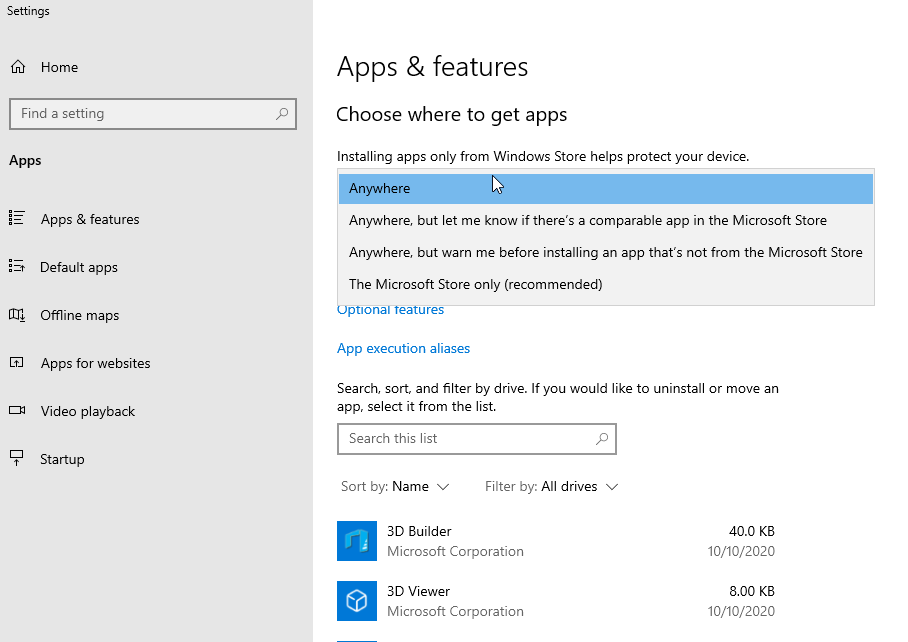 Settings
Home
Find a setting
Apps
Apps & features
Default apps
Offline maps
Apps for websites
Video playback
Startup
Apps & features
Choose where to get apps
Installing apps only from Windows Store helps protect your device.
Anywhere
Anywhere, but let me know if there's a comparable app in the Microsoft Store
Anywhere, but warn me before installing an app that's not from the Microsoft Store
The Microsoft Store only (recommended)
Optional features
App execution aliases
Search, sort, and filter by drive. If you would like to uninstall or move an
app, select it from the list.
Search this list
Sort by: Name Filter by: All drives
3D Builder 40.0 KB
Microsoft Corporation 10/10/2020
3D Viewer 8.00 KB
Microsoft Corporation 10/10/2020